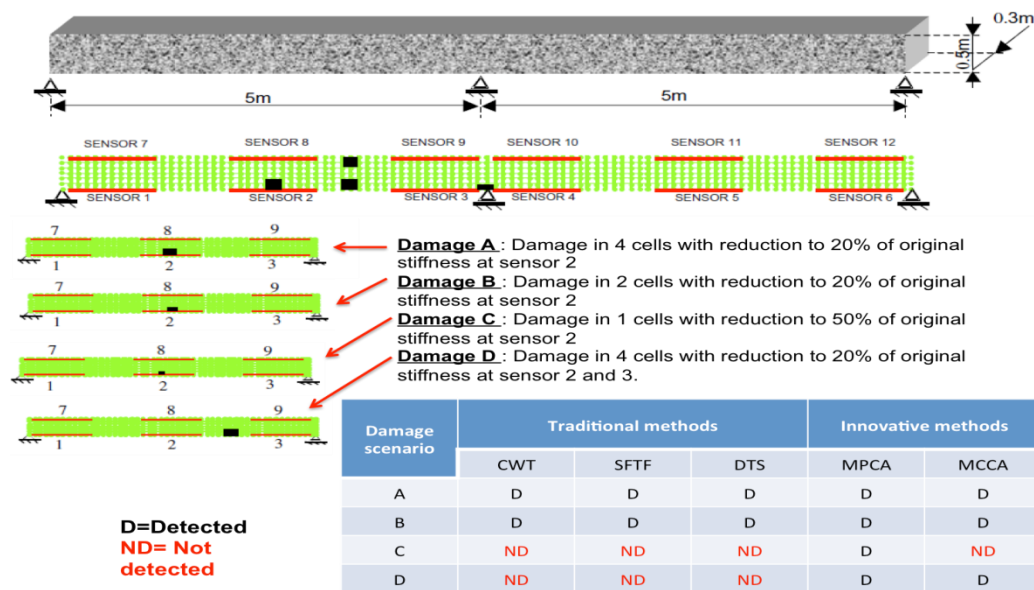 0.3m
0.5m
5m 5m
SENSOR 7 SENSOR 8 SENSOR 9 SENSOR 10 SENSOR 11 SENSOR 12
SENSOR 1 SENSOR 2 SENSOR 3 SENSOR 4 SENSOR 5 SENSOR 6
7 8 9
1 2 3
7 8 9
1 2 3
7 8 9
1 2 3
7 8 9
1 2 3
Damage A : Damage in 4 cells with reduction to 20% of original
stiffness at sensor 2
Damage B : Damage in 2 cells with reduction to 20% of original
stiffness at sensor 2
Damage C : Damage in 1 cells with reduction to 50% of original
stiffness at sensor 2
Damage D : Damage in 4 cells with reduction to 20% of original
stiffness at sensor 2 and 3.
D=Detected
ND= Not
detected
Damage
scenario
Traditional methods Innovative methods
CWT SFTF DTS MPCA MCCA
A D D D D D
B D D D D D
C ND ND ND D ND
D ND ND ND D D